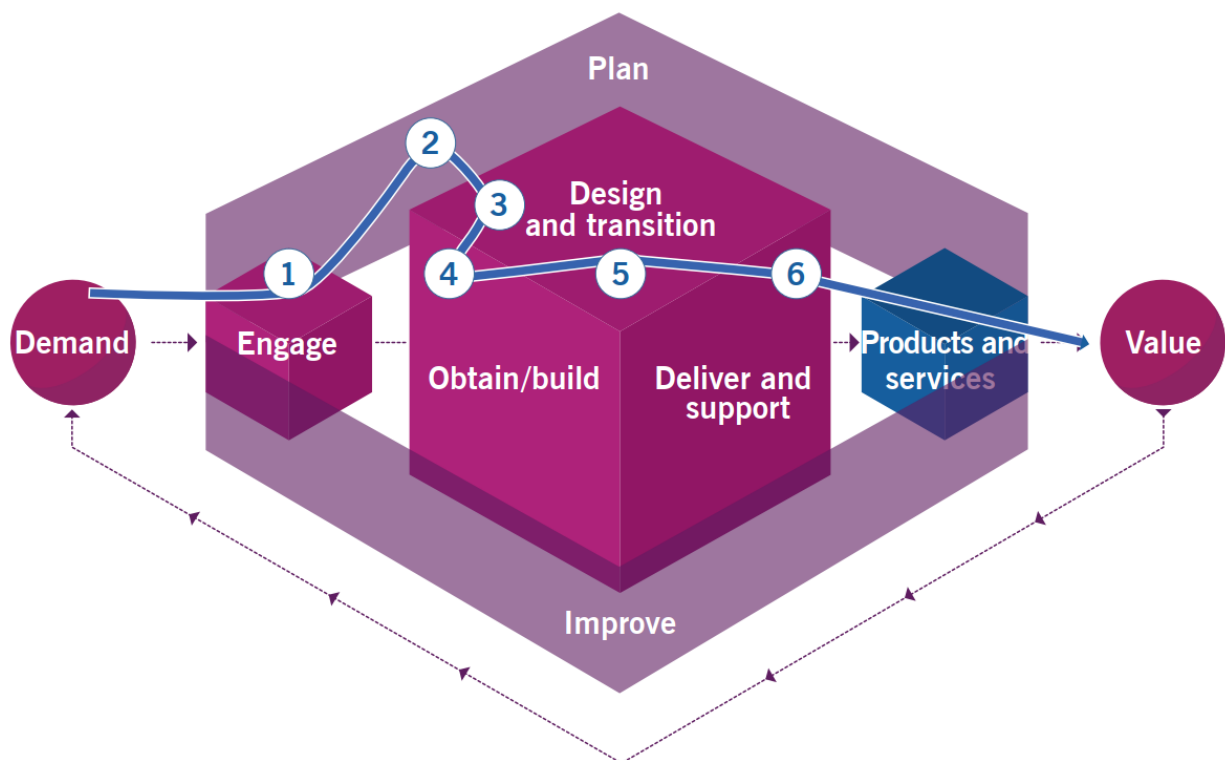 Plan
2
3
Design
and transition
1
4
5
6
Demand
Engage
Products and
services
Value
Obtain/build
Deliver and
support
Improve